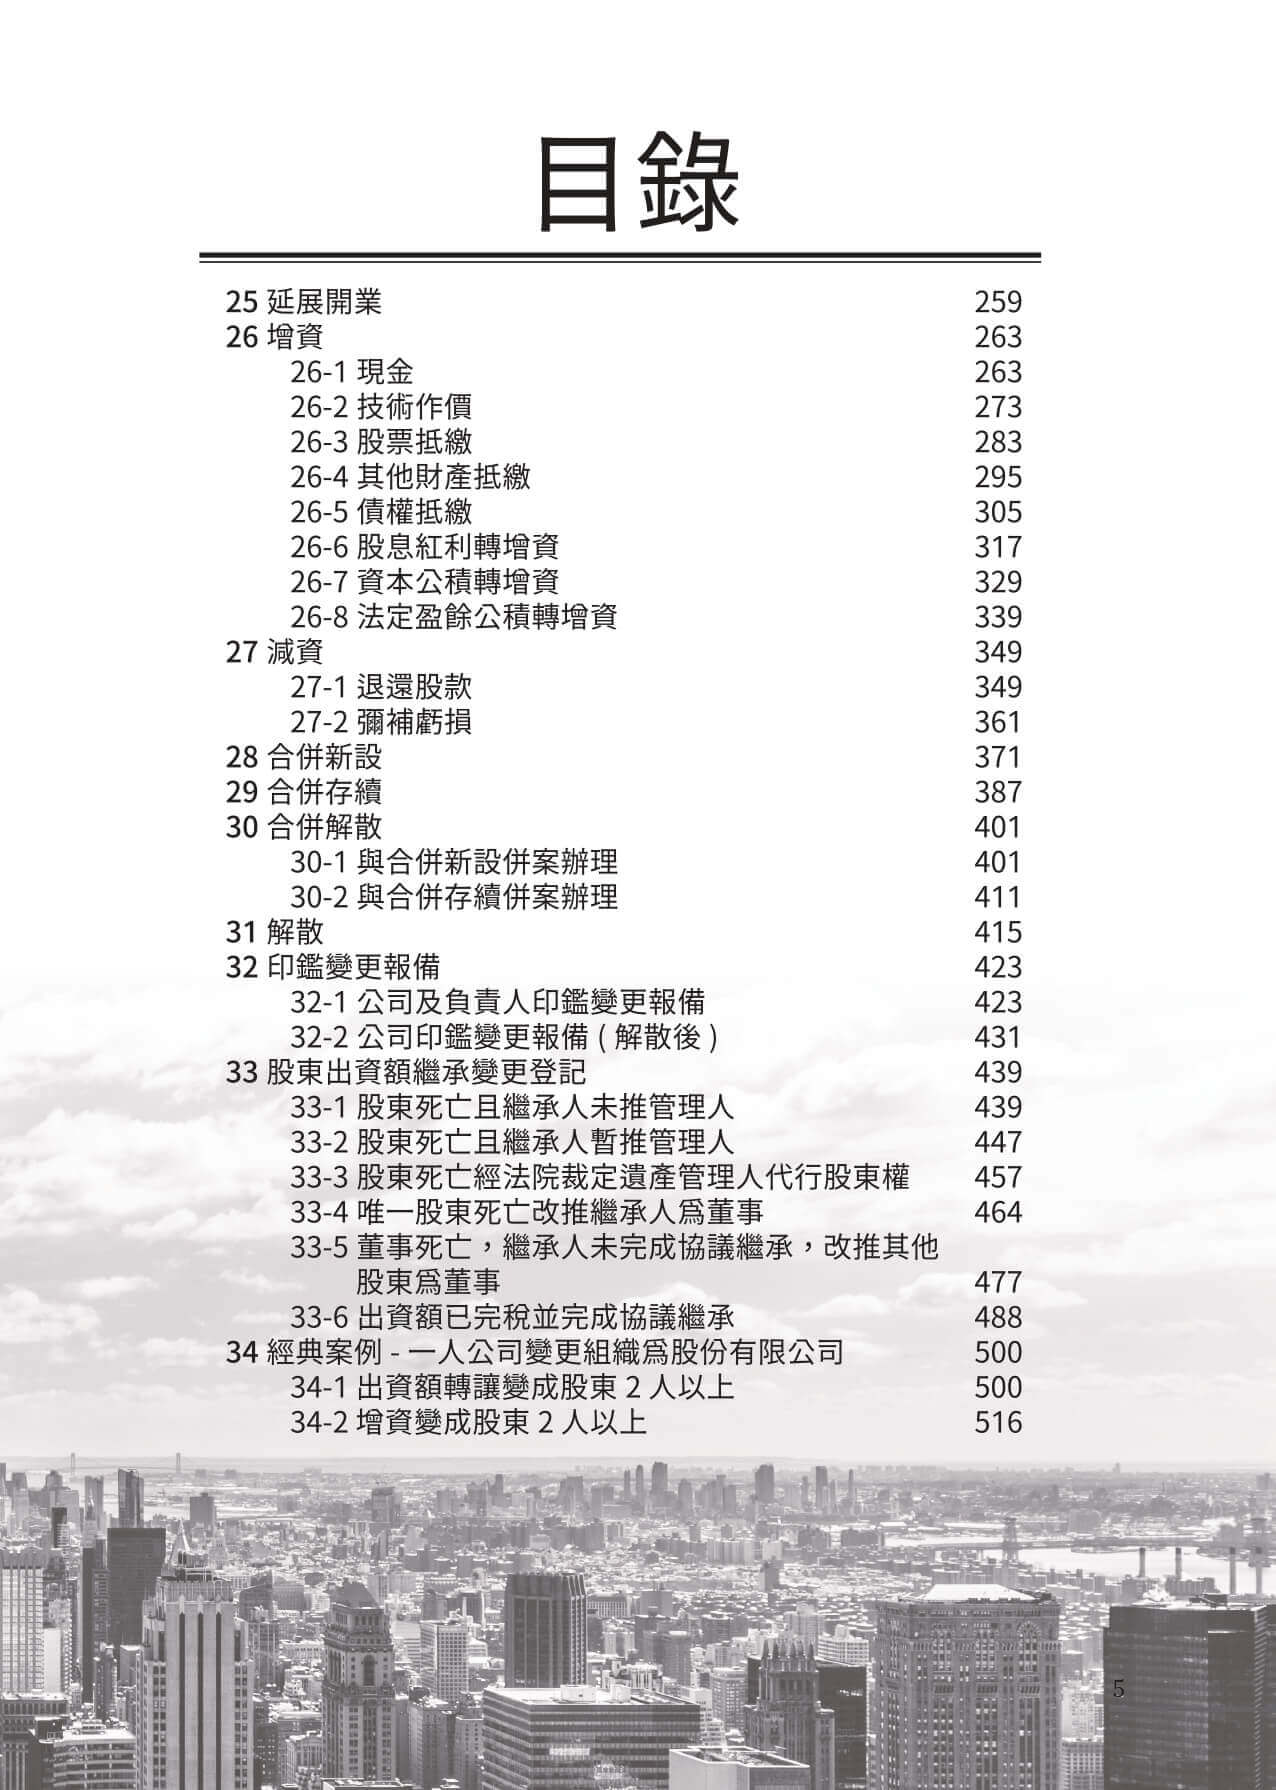 目錄
25 延展開業 259
26 增資 263
26-1 現金 263
26-2 技術作價 273
26-3 股票抵繳 283
26-4 其他財產抵繳 295
26-5 債權抵繳 305
26-6 股息紅利轉增資 317
26-7 資本公積轉增資 329
26-8 法定盈餘公積轉增資 339
27 減資 349
27-1 退還股款 349
27-2 彌補虧損 361
28 合併新設 371
29 合併存續 387
30 合併解散 401
30-1 與合併新設併案辦理 401
30-2 與合併存續併案辦理 411
31 解散 415
32 印鑑變更報備 423
32-1 公司及負責人印鑑變更報備 423
32-2 公司印鑑變更報備 ( 解散後 ) 431
33 股東出資額繼承變更登記 439
33-1 股東死亡且繼承人未推管理人 439
33-2 股東死亡且繼承人暫推管理人 447
33-3 股東死亡經法院裁定遺產管理人代行股東權 457
33-4 唯一股東死亡改推繼承人爲董事 464
33-5 董事死亡，繼承人未完成協議繼承，改推其他
股東爲董事 477
33-6 出資額已完稅並完成協議繼承 488
34 經典案例 - 一人公司變更組織爲股份有限公司 500
34-1 出資額轉讓變成股東 2 人以上 500
34-2 增資變成股東 2 人以上 516
5